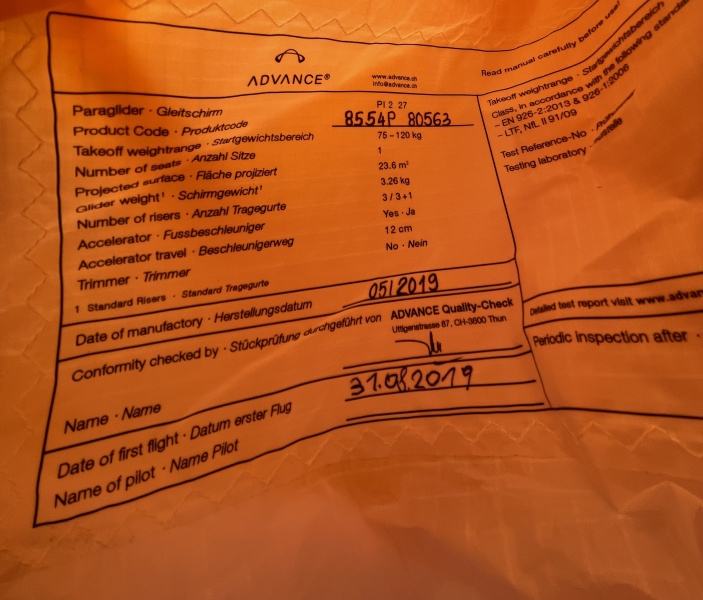 ADVANCE®
www.advance.ch
info@advance.ch
Paraglider · Gleitschirm PI 2 27
Product Code · Produktcode 8554P 80563
Takeoff weightrange · Startgewichtsbereich 75 – 120 kg
Number of seats · Anzahl Sitze 1
Projected surface · Fläche projiziert 23.6 m²
Glider weight¹ · Schirmgewicht¹ 3.26 kg
Number of risers · Anzahl Tragegurte 3 / 3+1
Accelerator · Fussbeschleuniger Yes · Ja
Accelerator travel · Beschleunigerweg 12 cm
Trimmer · Trimmer No · Nein
1 Standard Risers · Standard Tragegurte
Date of manufactory · Herstellungsdatum 05/2019
Conformity checked by · Stückprüfung durchgeführt von ADVANCE Quality-Check
Uttigenstrasse 87, CH-3600 Thun
Name · Name
Date of first flight · Datum erster Flug 31.08.2019
Name of pilot · Name Pilot
Read manual carefully before use!
Takeoff weightrange · Startgewichtsbereich
Class, in accordance with the following standa
– EN 926-2:2013 & 926-1:2006
– LTF, NfL II 91/09
Test Reference-No ·
Testing laboratory ·
Detailed test report visit www.advan
Periodic inspection after ·